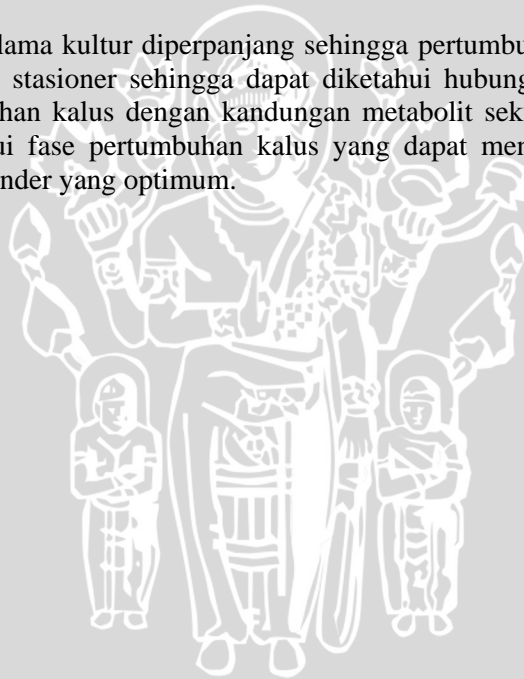 lama kultur diperpanjang sehingga pertumbu
stasioner sehingga dapat diketahui hubung
han kalus dengan kandungan metabolit sek
ui fase pertumbuhan kalus yang dapat men
nder yang optimum.